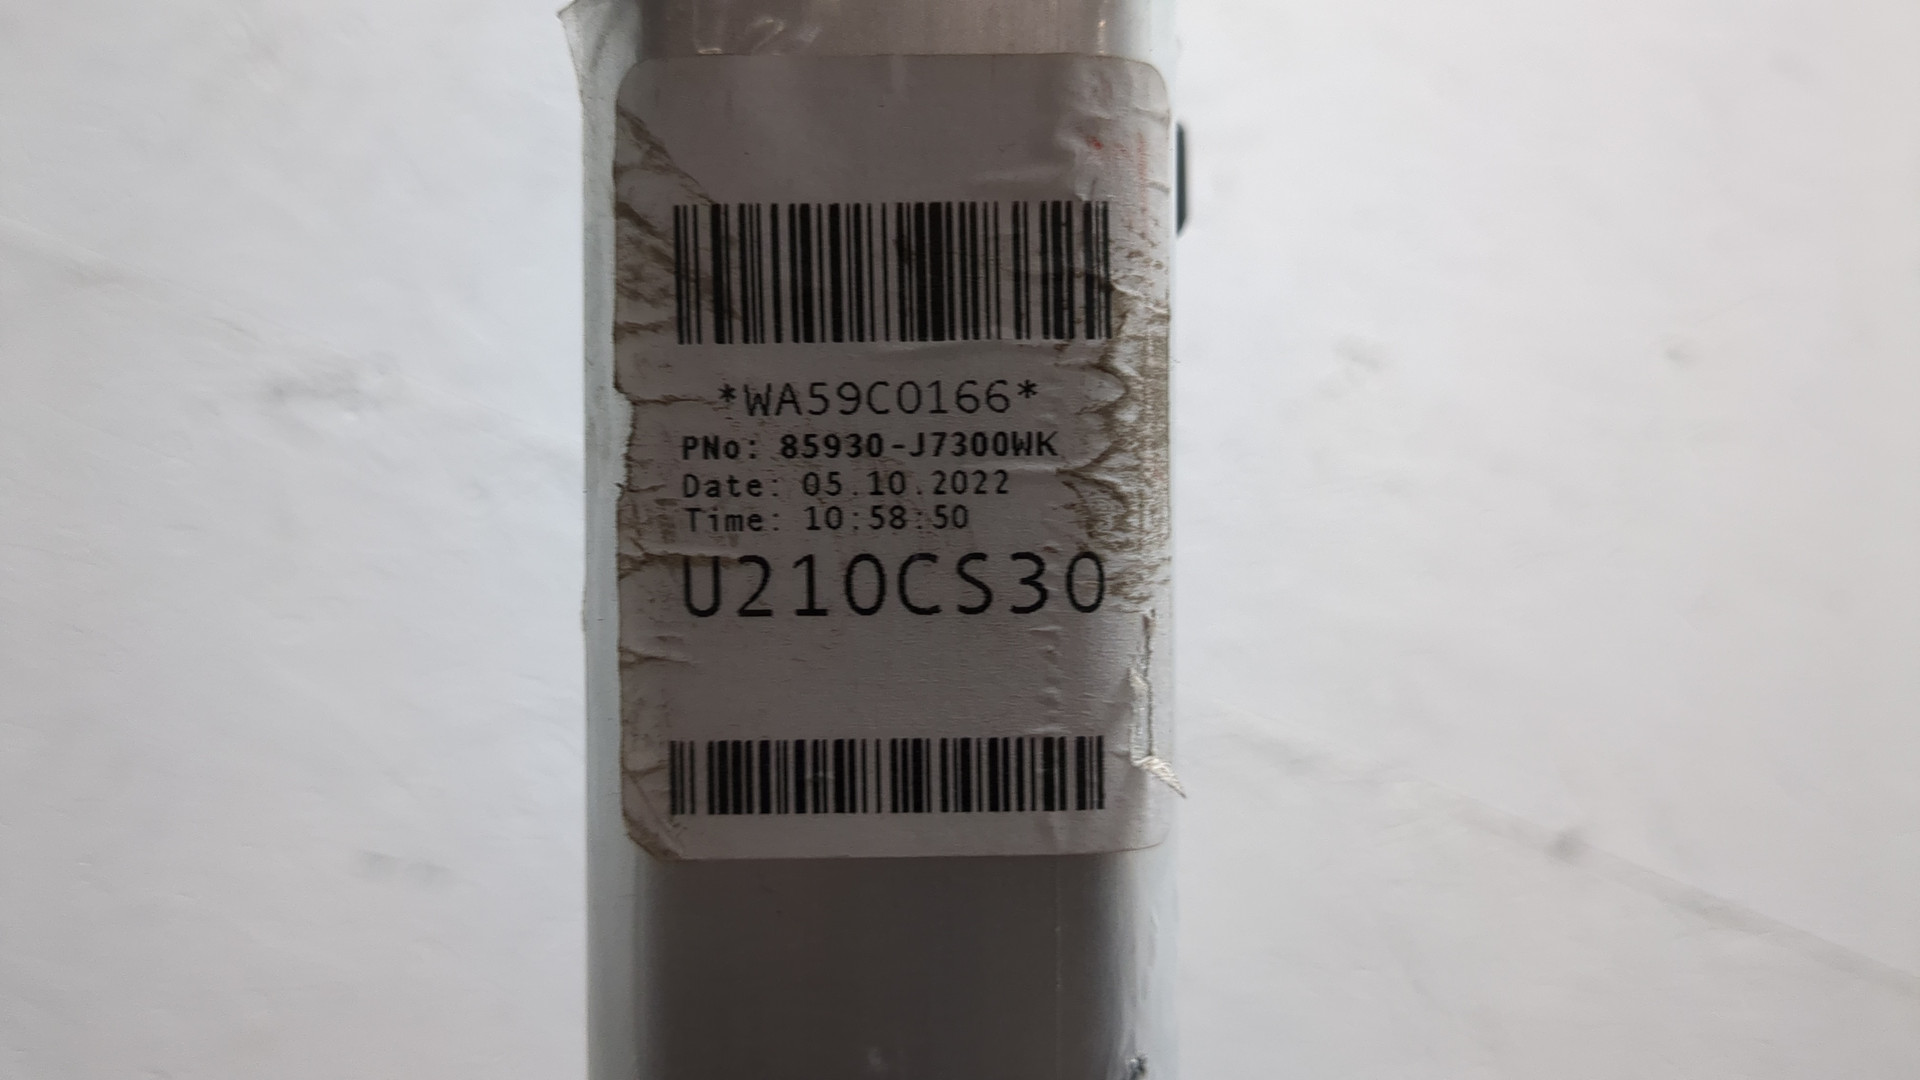 *WA59C0166*
PNo: 85930-J7300WK
Date: 05.10.2022
Time: 10:58:50
U210CS30